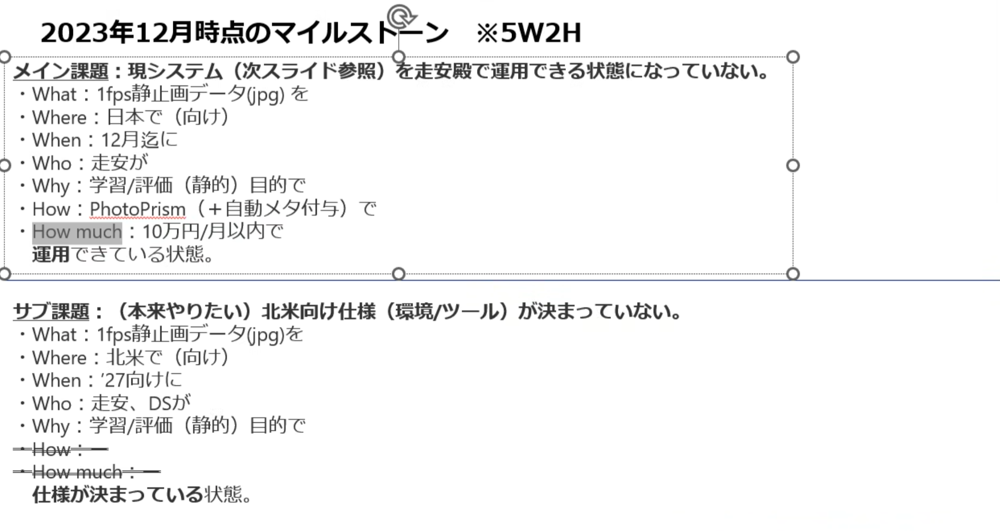 2023年12月時点のマイルストーン　※5W2H
メイン課題：現システム（次スライド参照）を走安殿で運用できる状態になっていない。
・What：1fps静止画データ(jpg) を
・Where：日本で（向け）
・When：12月迄に
・Who：走安が
・Why：学習/評価（静的）目的で
・How：PhotoPrism（＋自動メタ付与）で
・How much：10万円/月以内で
運用できている状態。
サブ課題：（本来やりたい）北米向け仕様（環境/ツール）が決まっていない。
・What：1fps静止画データ(jpg)を
・Where：北米で（向け）
・When：’27向けに
・Who：走安、DSが
・Why：学習/評価（静的）目的で
・How：ー
・How much：ー
仕様が決まっている状態。